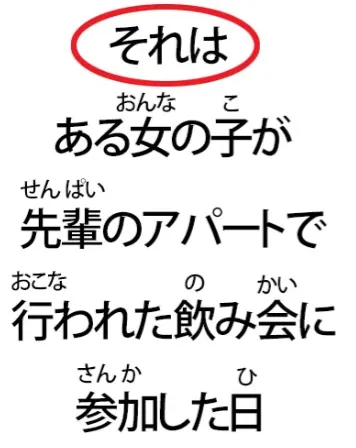 それは
おんな こ
ある女の子が
せんぱい
先輩のアパートで
おこな の かい
行われた飲み会に
さんか ひ
参加した日